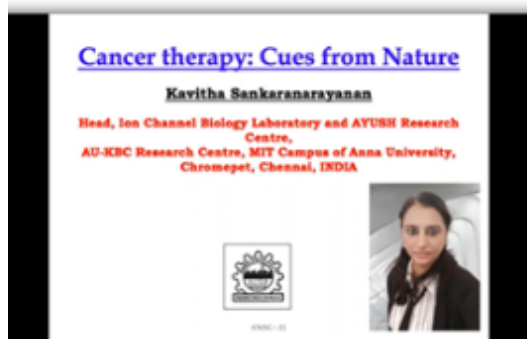 Cancer therapy: Cues from Nature
Kavitha Sankaranarayanan
Head, Ion Channel Biology Laboratory and AYUSH Research
Centre,
AU-KBC Research Centre, MIT Campus of Anna University,
Chromepet, Chennai, INDIA